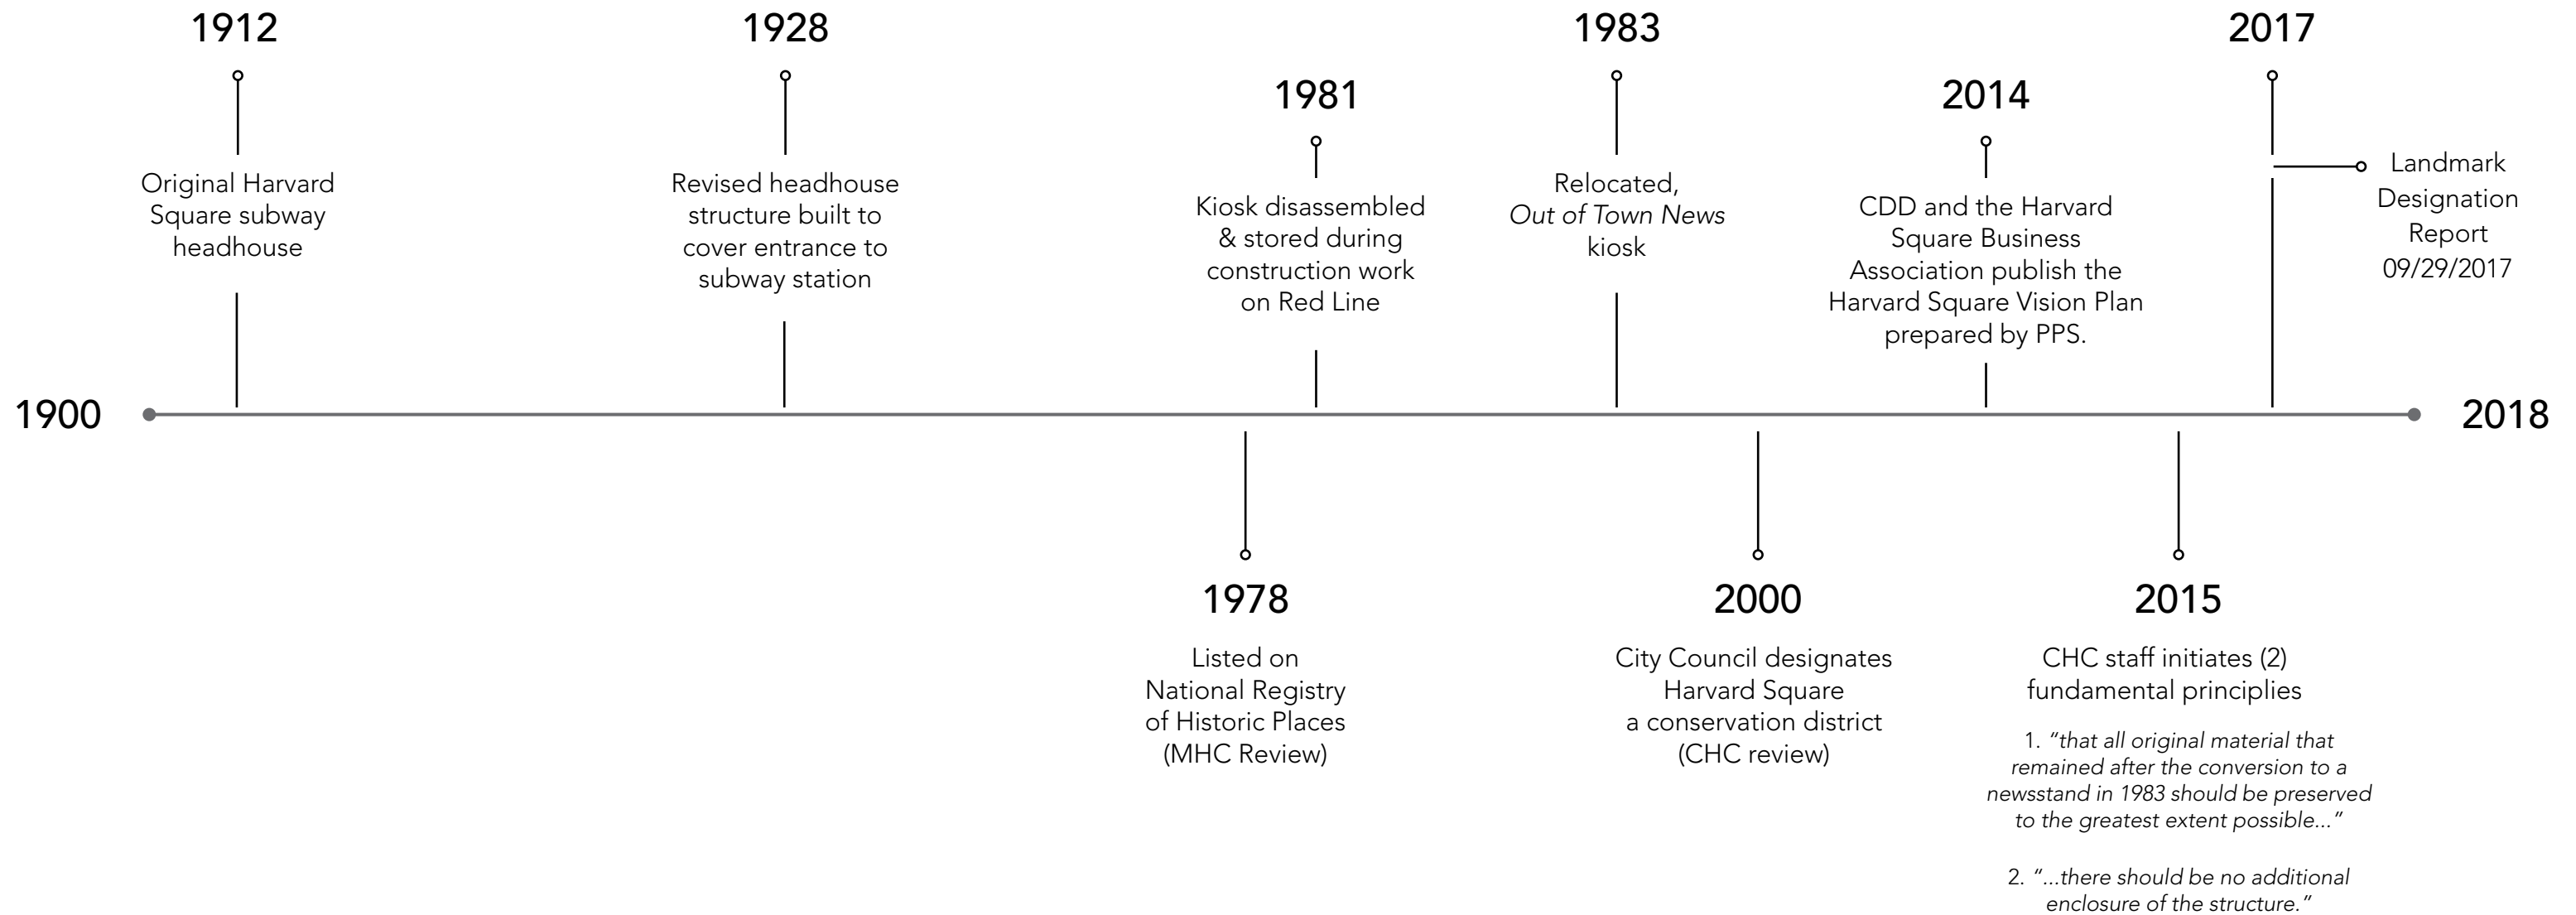 1912
Original Harvard
Square subway
headhouse
1928
Revised headhouse
structure built to
cover entrance to
subway station
1981
Kiosk disassembled
& stored during
construction work
on Red Line
1983
Relocated,
Out of Town News
kiosk
2014
CDD and the Harvard
Square Business
Association publish the
Harvard Square Vision Plan
prepared by PPS.
2017
Landmark
Designation
Report
09/29/2017
1900
2018
1978
Listed on
National Registry
of Historic Places
(MHC Review)
2000
City Council designates
Harvard Square
a conservation district
(CHC review)
2015
CHC staff initiates (2)
fundamental principlies
1. “that all original material that
remained after the conversion to a
newsstand in 1983 should be preserved
to the greatest extent possible...”
2. “...there should be no additional
enclosure of the structure.”